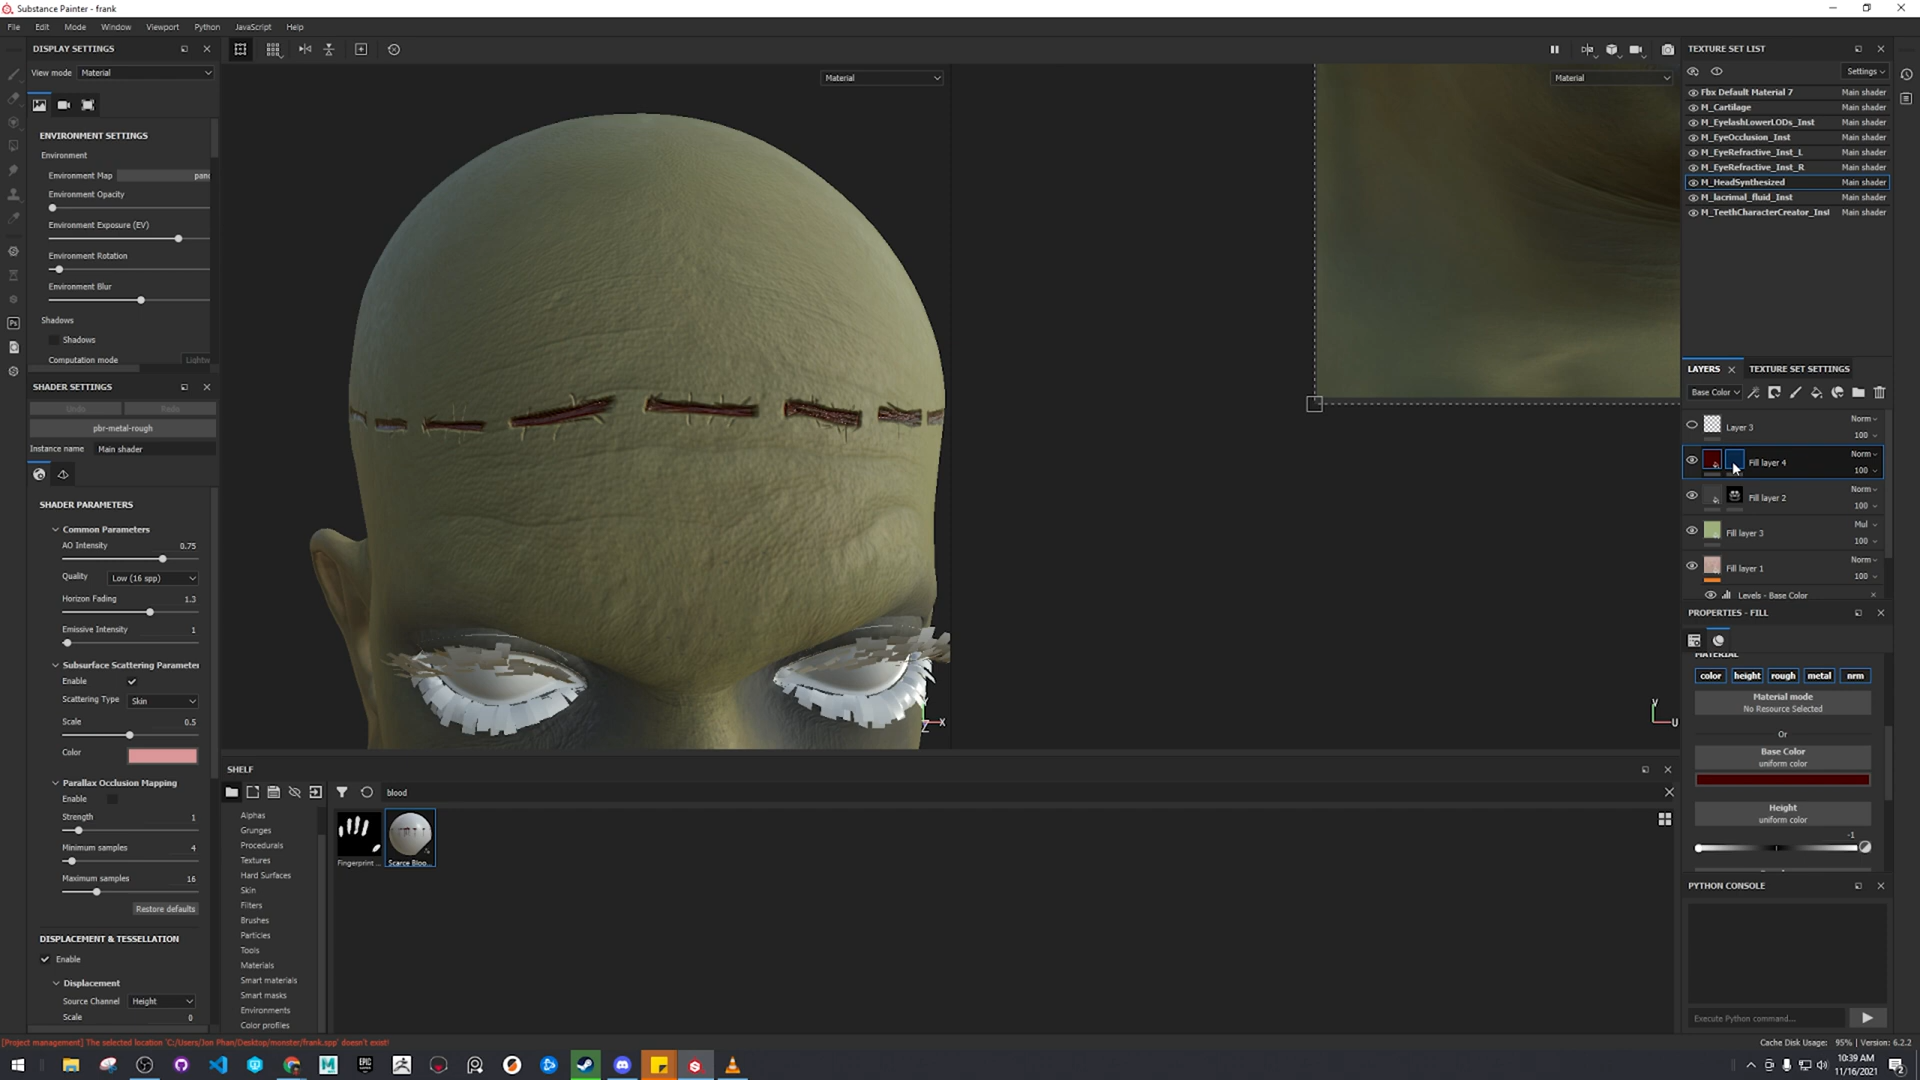 Substance Painter - frank
File Edit Mode Window Viewport Python JavaScript Help
DISPLAY SETTINGS
View mode Material
ENVIRONMENT SETTINGS
Environment
Environment Map
Environment Opacity
Environment Exposure (EV)
Environment Rotation
Environment Blur
Shadows
Shadows
Computation mode
SHADER SETTINGS
Undo Redo
pbr-metal-rough
Instance name Main shader
SHADER PARAMETERS
Common Parameters
AO Intensity 0.75
Quality Low (16 spp)
Horizon Fading 1.3
Emissive Intensity 1
Subsurface Scattering Parameter
Enable
Scattering Type Skin
Scale 0.5
Color
Parallax Occlusion Mapping
Enable
Strength 1
Minimum samples 4
Maximum samples 16
Restore defaults
DISPLACEMENT & TESSELLATION
Enable
Displacement
Source Channel Height
Scale 0
Material
Material
X
Z
V
U
SHELF
blood
Alphas
Grunges
Procedurals
Textures
Hard Surfaces
Skin
Filters
Brushes
Particles
Tools
Materials
Smart materials
Smart masks
Environments
Color profiles
Fingerprint ...
Scarce Bloo...
TEXTURE SET LIST
Settings
Fbx Default Material 7 Main shader
M_Cartilage Main shader
M_EyelashLowerLODs_Inst Main shader
M_EyeOcclusion_Inst Main shader
M_EyeRefractive_Inst_L Main shader
M_EyeRefractive_Inst_R Main shader
M_HeadSynthesized Main shader
M_lacrimal_fluid_Inst Main shader
M_TeethCharacterCreator_Inst Main shader
LAYERS TEXTURE SET SETTINGS
Base Color
Layer 3 Norm 100
Fill layer 4 Norm 100
Fill layer 2 Norm 100
Fill layer 3 Mul 100
Fill layer 1 Norm 100
Levels - Base Color
PROPERTIES - FILL
MATERIAL
color height rough metal nrm
Material mode
No Resource Selected
Or
Base Color
uniform color
Height
uniform color
-1
PYTHON CONSOLE
Execute Python command...
[Project management] The selected location 'C:/Users/Jon Phan/Desktop/monster/frank.spp' doesn't exist!
Cache Disk Usage: 95% | Version: 6.2.2
10:39 AM
11/16/2021